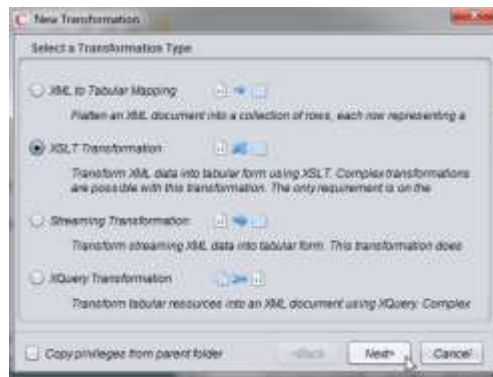 New Transformation
Select a Transformation Type
XML to Tabular Mapping
Flatten an XML document into a collection of rows, each row representing a
XSLT Transformation
Transform XML data into tabular form using XSLT. Complex transformations
are possible with this transformation. The only requirement is on the
Streaming Transformation
Transform streaming XML data into tabular form. This transformation does
XQuery Transformation
Transform tabular resources into an XML document using XQuery. Complex
Copy privileges from parent folder
<Back
Next>
Cancel